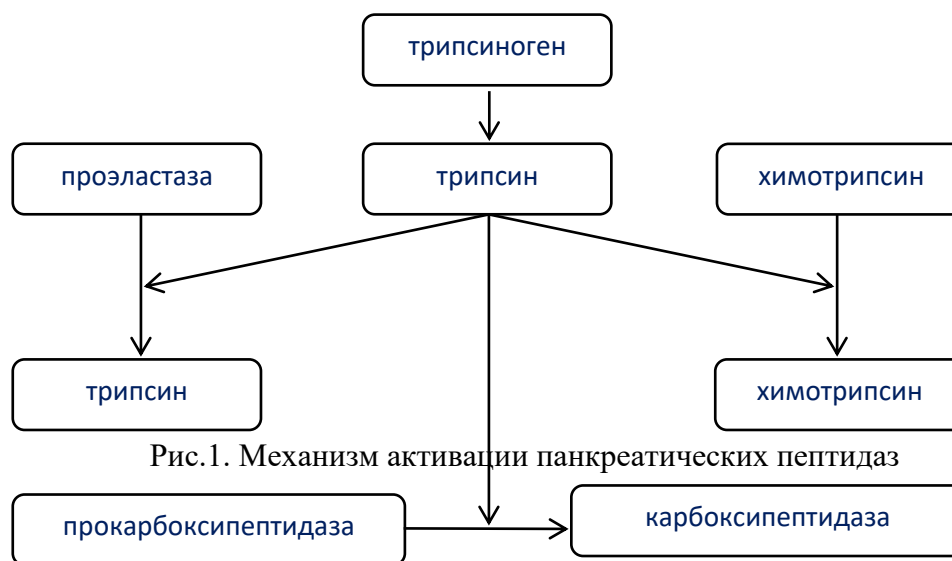 трипсиноген
проэластаза
трипсин
химотрипсин
трипсин
химотрипсин
Рис.1. Механизм активации панкреатических пептидаз
прокарбоксипептидаза
карбоксипептидаза